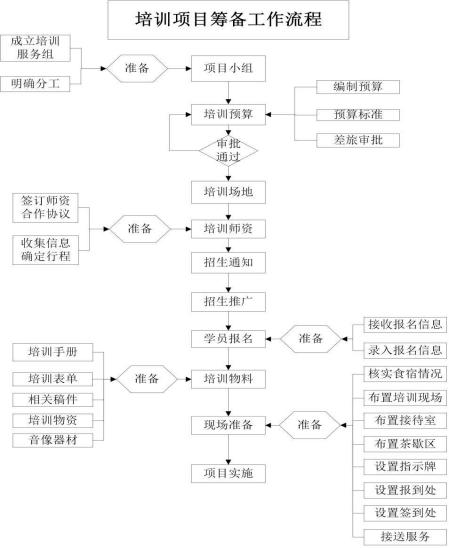 培训项目筹备工作流程
成立培训
服务组
明确分工
准备
项目小组
培训预算
编制预算
预算标准
差旅审批
审批
通过
培训场地
签订师资
合作协议
收集信息
确定行程
准备
培训师资
招生通知
招生推广
学员报名
准备
接收报名信息
录入报名信息
培训手册
培训表单
相关稿件
培训物资
音像器材
准备
培训物料
现场准备
准备
核实食宿情况
布置培训现场
布置接待室
布置茶歇区
设置指示牌
设置报到处
设置签到处
接送服务
项目实施